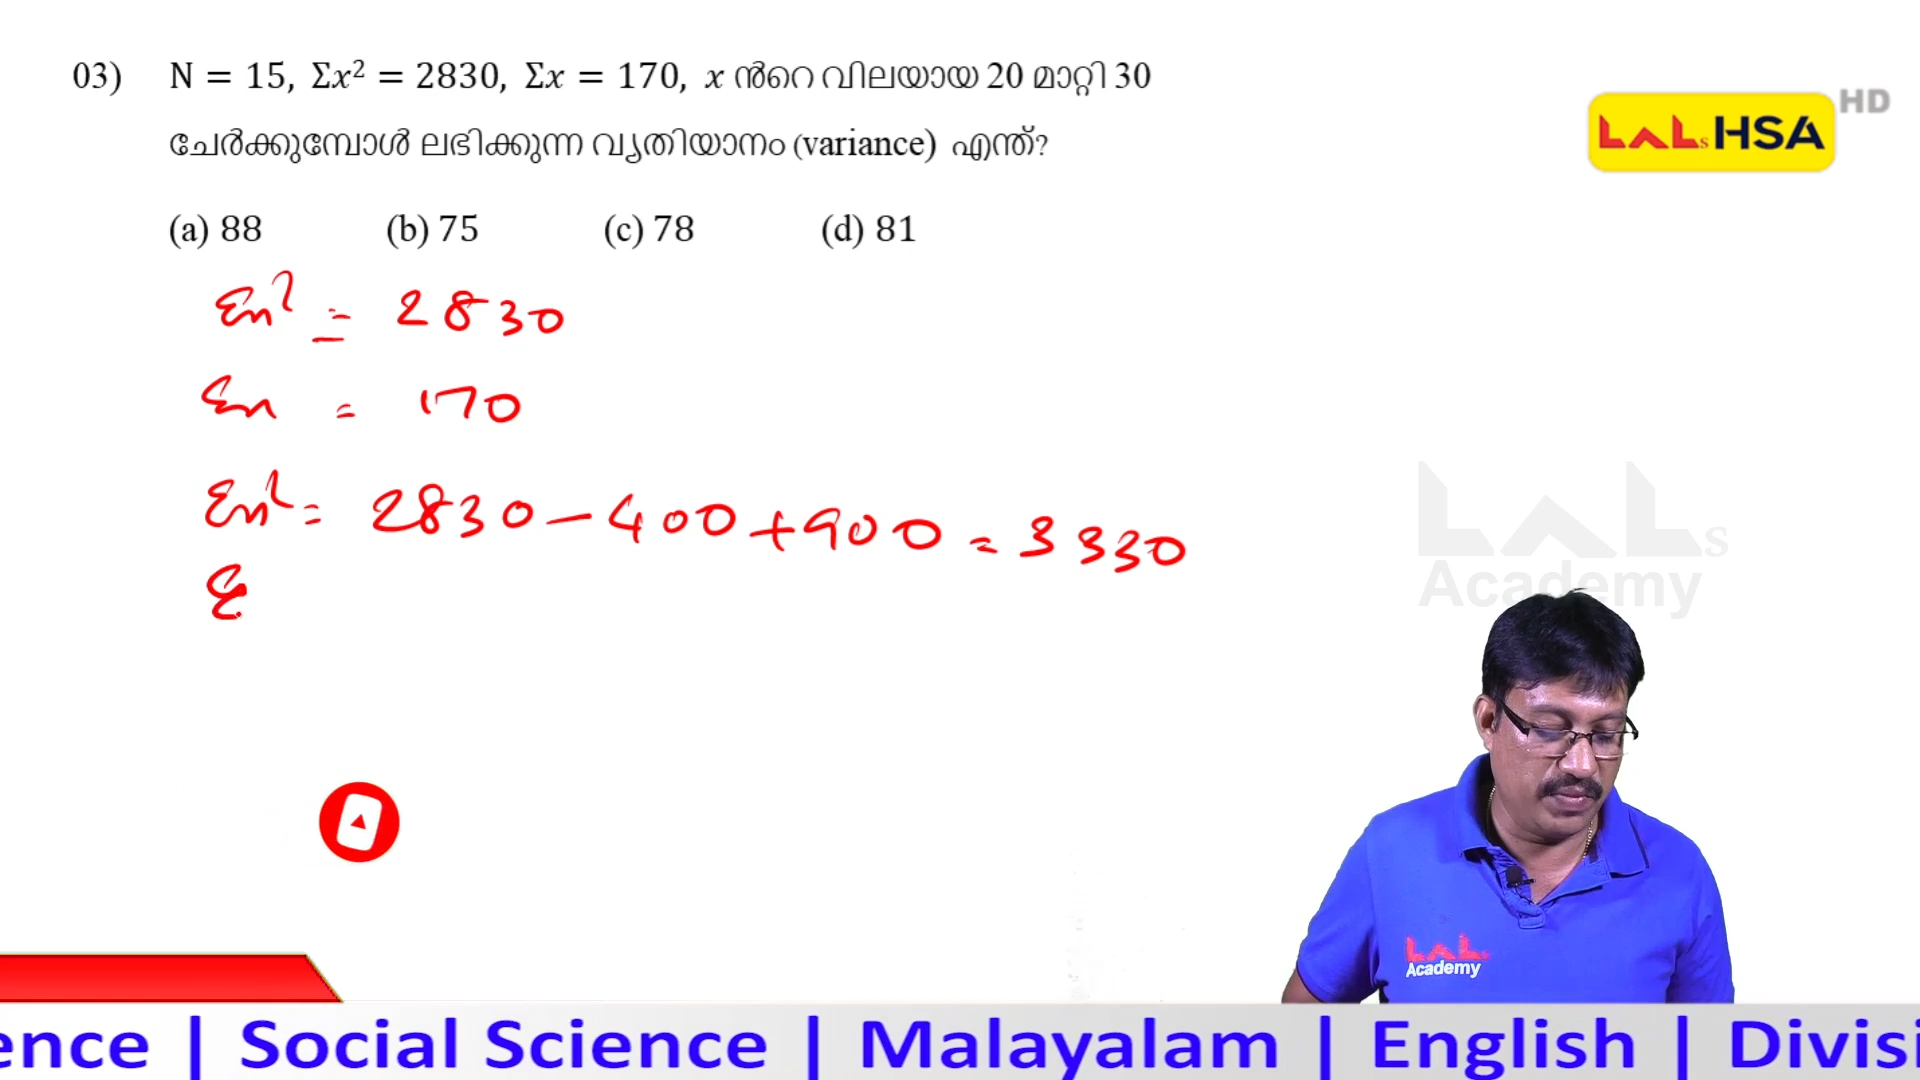 03) N = 15, Σx² = 2830, Σx = 170, x ൻറെ വിലയായ 20 മാറ്റി 30
ചേർക്കുമ്പോൾ ലഭിക്കുന്ന വ്യതിയാനം (variance) എന്ത്?
(a) 88 (b) 75 (c) 78 (d) 81
LALs HSA HD
Σx² = 2830
Σx = 170
Σx² = 2830 - 400 + 900 = 3330
Σ
LALs
Academy
LAL
Academy
ence | Social Science | Malayalam | English | Divisi